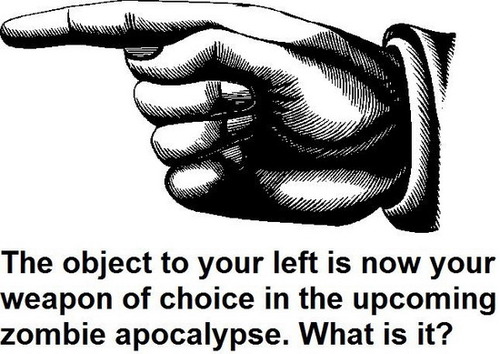 The object to your left is now your
weapon of choice in the upcoming
zombie apocalypse. What is it?